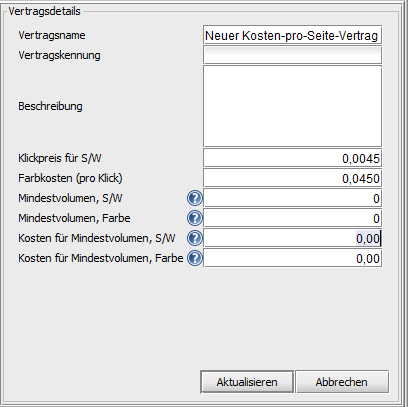 Vertragsdetails
Vertragsname Neuer Kosten-pro-Seite-Vertrag
Vertragskennung
Beschreibung
Klickpreis für S/W 0,0045
Farbkosten (pro Klick) 0,0450
Mindestvolumen, S/W ? 0
Mindestvolumen, Farbe ? 0
Kosten für Mindestvolumen, S/W ? 0,00
Kosten für Mindestvolumen, Farbe ? 0,00
Aktualisieren Abbrechen